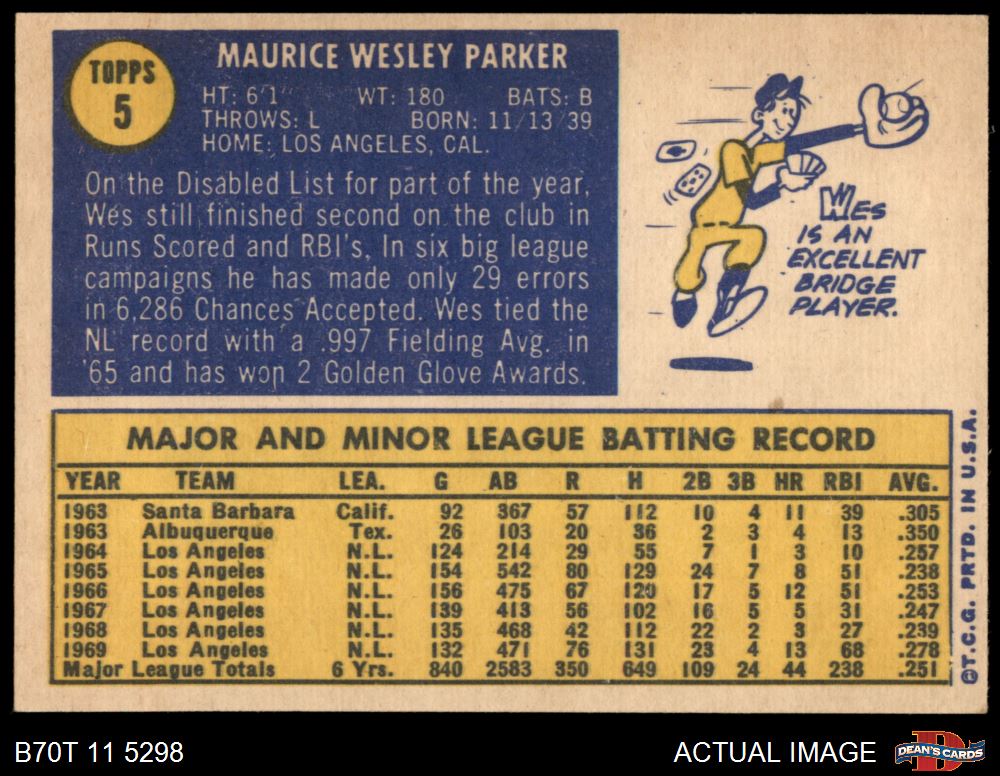 TOPPS
5
MAURICE WESLEY PARKER
HT: 6'1" WT: 180 BATS: B
THROWS: L BORN: 11/13/39
HOME: LOS ANGELES, CAL.
On the Disabled List for part of the year,
Wes still finished second on the club in
Runs Scored and RBI's, In six big league
campaigns he has made only 29 errors
in 6,286 Chances Accepted. Wes tied the
NL record with a .997 Fielding Avg. in
'65 and has won 2 Golden Glove Awards.
WES
IS AN
EXCELLENT
BRIDGE
PLAYER.
MAJOR AND MINOR LEAGUE BATTING RECORD
YEAR TEAM LEA. G AB R H 2B 3B HR RBI AVG.
1963 Santa Barbara Calif. 92 367 57 112 10 4 11 39 .305
1963 Albuquerque Tex. 26 103 20 36 2 3 4 13 .350
1964 Los Angeles N.L. 124 214 29 55 7 1 3 10 .257
1965 Los Angeles N.L. 154 542 80 129 24 7 8 51 .238
1966 Los Angeles N.L. 156 475 67 120 17 5 12 51 .253
1967 Los Angeles N.L. 139 413 56 102 16 5 5 31 .247
1968 Los Angeles N.L. 135 468 42 112 22 2 3 27 .239
1969 Los Angeles N.L. 132 471 76 131 23 4 13 68 .278
Major League Totals 6 Yrs. 840 2583 350 649 109 24 44 238 .251
©T.C.G. PRTD. IN U.S.A.
B70T 11 5298
ACTUAL IMAGE
DEAN'S CARDS